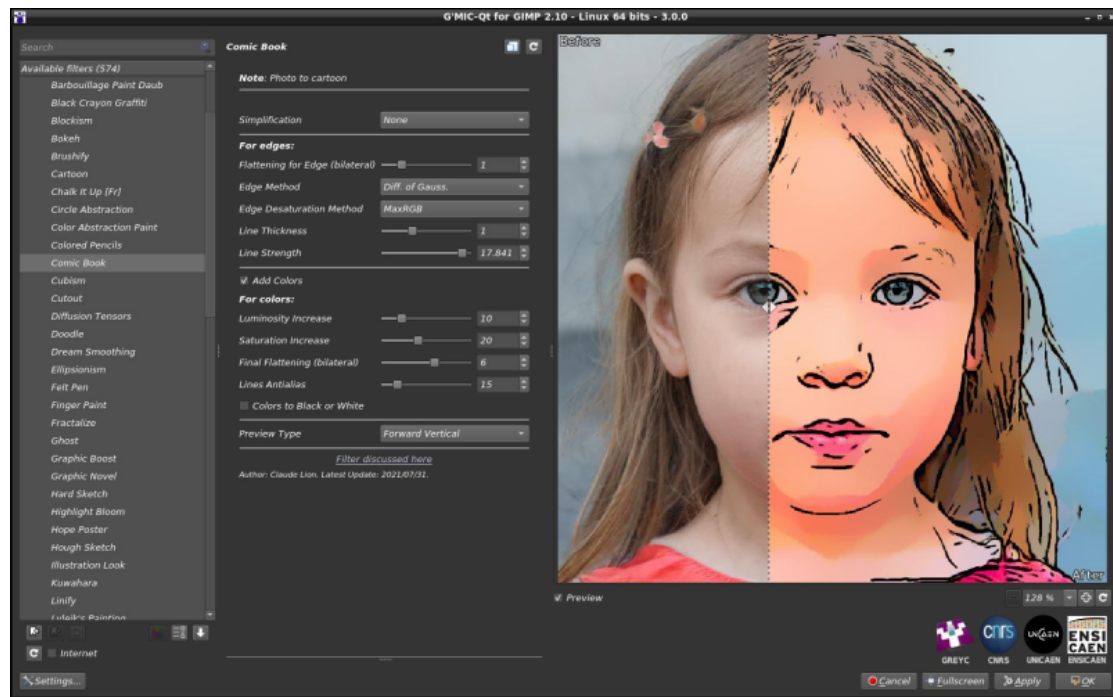 G'MIC-Qt for GIMP 2.10 - Linux 64 bits - 3.0.0
Search
Available filters (574)
Barbouillage Paint Daub
Black Crayon Graffiti
Blockism
Bokeh
Brushify
Cartoon
Chalk It Up [Fr]
Circle Abstraction
Color Abstraction Paint
Colored Pencils
Comic Book
Cubism
Cutout
Diffusion Tensors
Doodle
Dream Smoothing
Ellipsionism
Felt Pen
Finger Paint
Fractalize
Ghost
Graphic Boost
Graphic Novel
Hard Sketch
Highlight Bloom
Hope Poster
Hough Sketch
Illustration Look
Kuwahara
Linify
Lylejk's Painting
Internet
Settings...
Comic Book
Note: Photo to cartoon
Simplification None
For edges:
Flattening for Edge (bilateral) 1
Edge Method Diff. of Gauss.
Edge Desaturation Method MaxRGB
Line Thickness 1
Line Strength 17.841
Add Colors
For colors:
Luminosity Increase 10
Saturation Increase 20
Final Flattening (bilateral) 6
Lines Antialias 15
Colors to Black or White
Preview Type Forward Vertical
Filter discussed here
Author: Claude Lion. Latest Update: 2021/07/31.
Before
After
Preview
128 %
GREYC
cnrs
CNRS
UNICAEN
UNICAEN
ENSI
CAEN
ENSICAEN
Cancel
Fullscreen
Apply
OK